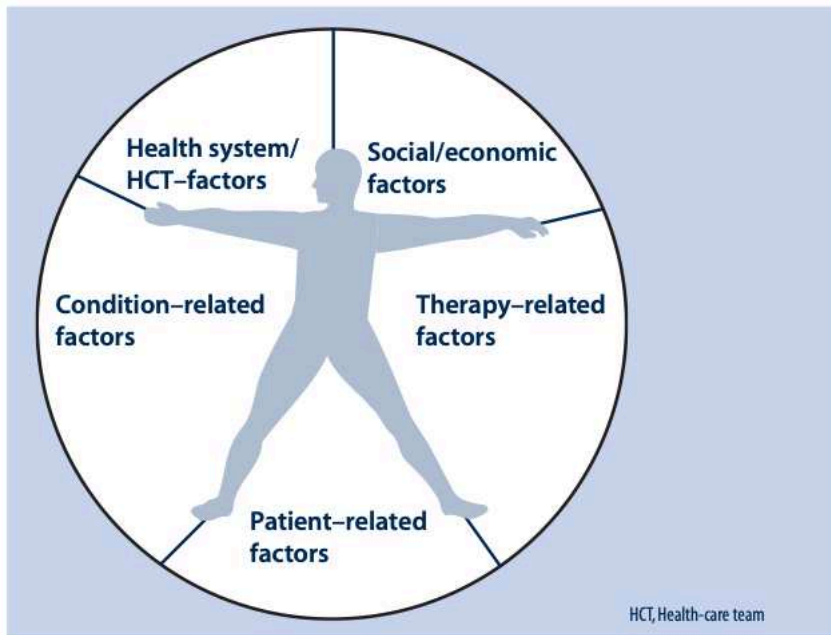 Health system/
HCT–factors
Social/economic
factors
Condition–related
factors
Therapy–related
factors
Patient–related
factors
HCT, Health-care team